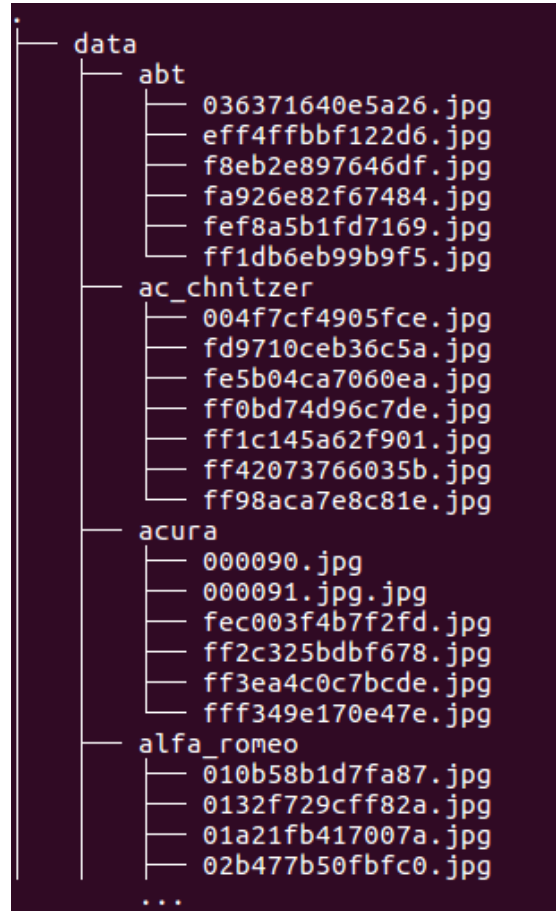 .
data
abt
036371640e5a26.jpg
eff4ffbbf122d6.jpg
f8eb2e897646df.jpg
fa926e82f67484.jpg
fef8a5b1fd7169.jpg
ff1db6eb99b9f5.jpg
ac_chnitzer
004f7cf4905fce.jpg
fd9710ceb36c5a.jpg
fe5b04ca7060ea.jpg
ff0bd74d96c7de.jpg
ff1c145a62f901.jpg
ff42073766035b.jpg
ff98aca7e8c81e.jpg
acura
000090.jpg
000091.jpg.jpg
fec003f4b7f2fd.jpg
ff2c325bdbf678.jpg
ff3ea4c0c7bcde.jpg
fff349e170e47e.jpg
alfa_romeo
010b58b1d7fa87.jpg
0132f729cff82a.jpg
01a21fb417007a.jpg
02b477b50fbfc0.jpg
...